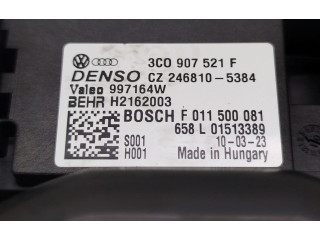 3C0 907 521 F
DENSO CZ 246810-5384
Valeo 997164W
BEHR H2162003
BOSCH F 011 500 081
658 L 01513389
S001 10-03-23
H001 Made in Hungary